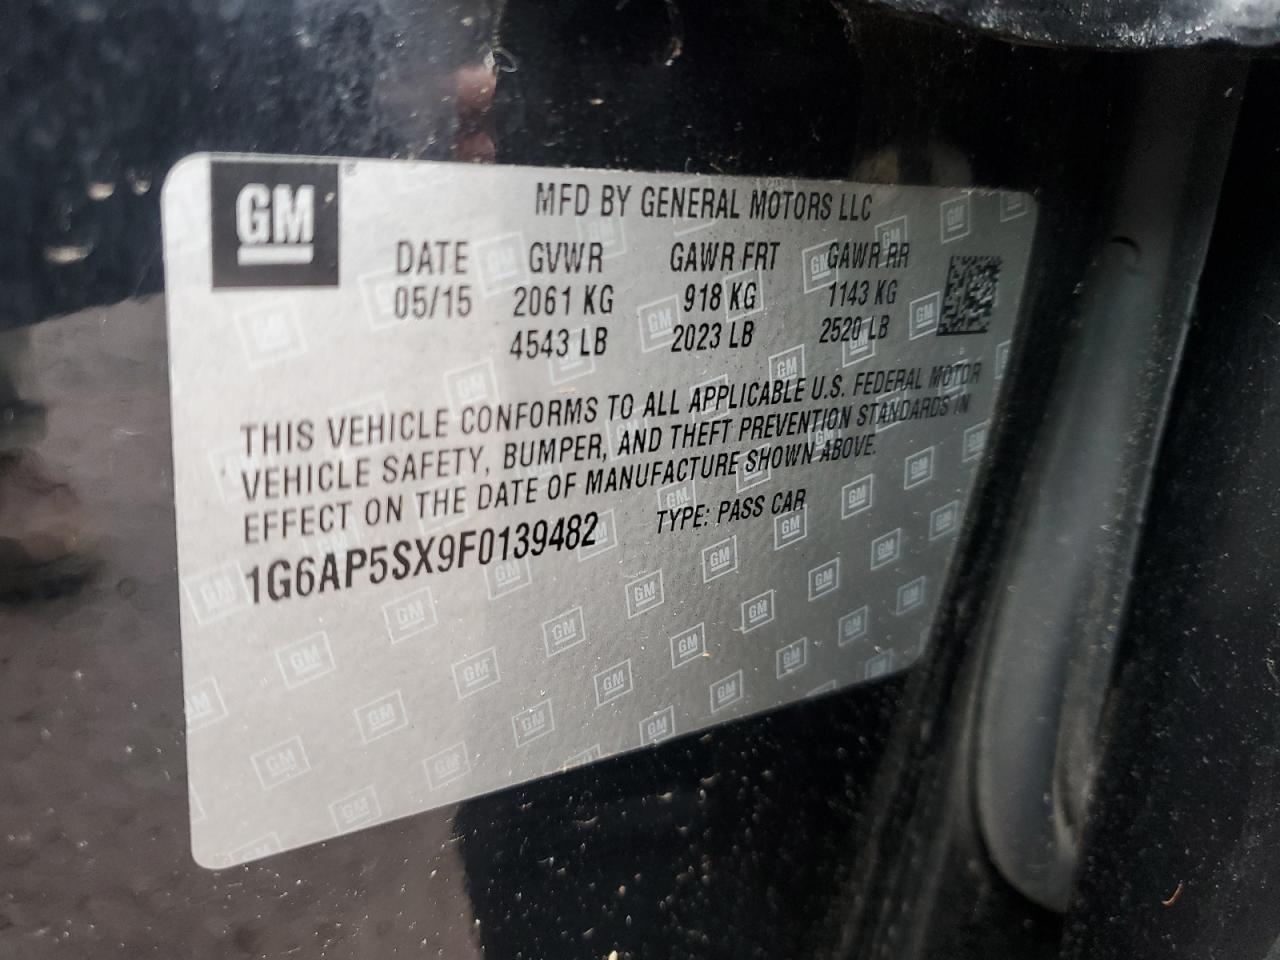 GM
MFD BY GENERAL MOTORS LLC
DATE GVWR GAWR FRT GAWR RR
05/15 2061 KG 918 KG 1143 KG
4543 LB 2023 LB 2520 LB
THIS VEHICLE CONFORMS TO ALL APPLICABLE U.S. FEDERAL MOTOR
VEHICLE SAFETY, BUMPER, AND THEFT PREVENTION STANDARDS IN
EFFECT ON THE DATE OF MANUFACTURE SHOWN ABOVE.
1G6AP5SX9F0139482 TYPE: PASS CAR